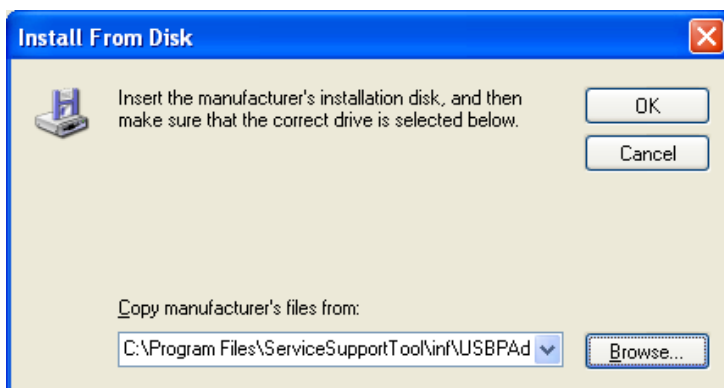 Install From Disk
Insert the manufacturer's installation disk, and then
make sure that the correct drive is selected below.
OK
Cancel
Copy manufacturer's files from:
C:\Program Files\ServiceSupportTool\inf\USBPAd
Browse...